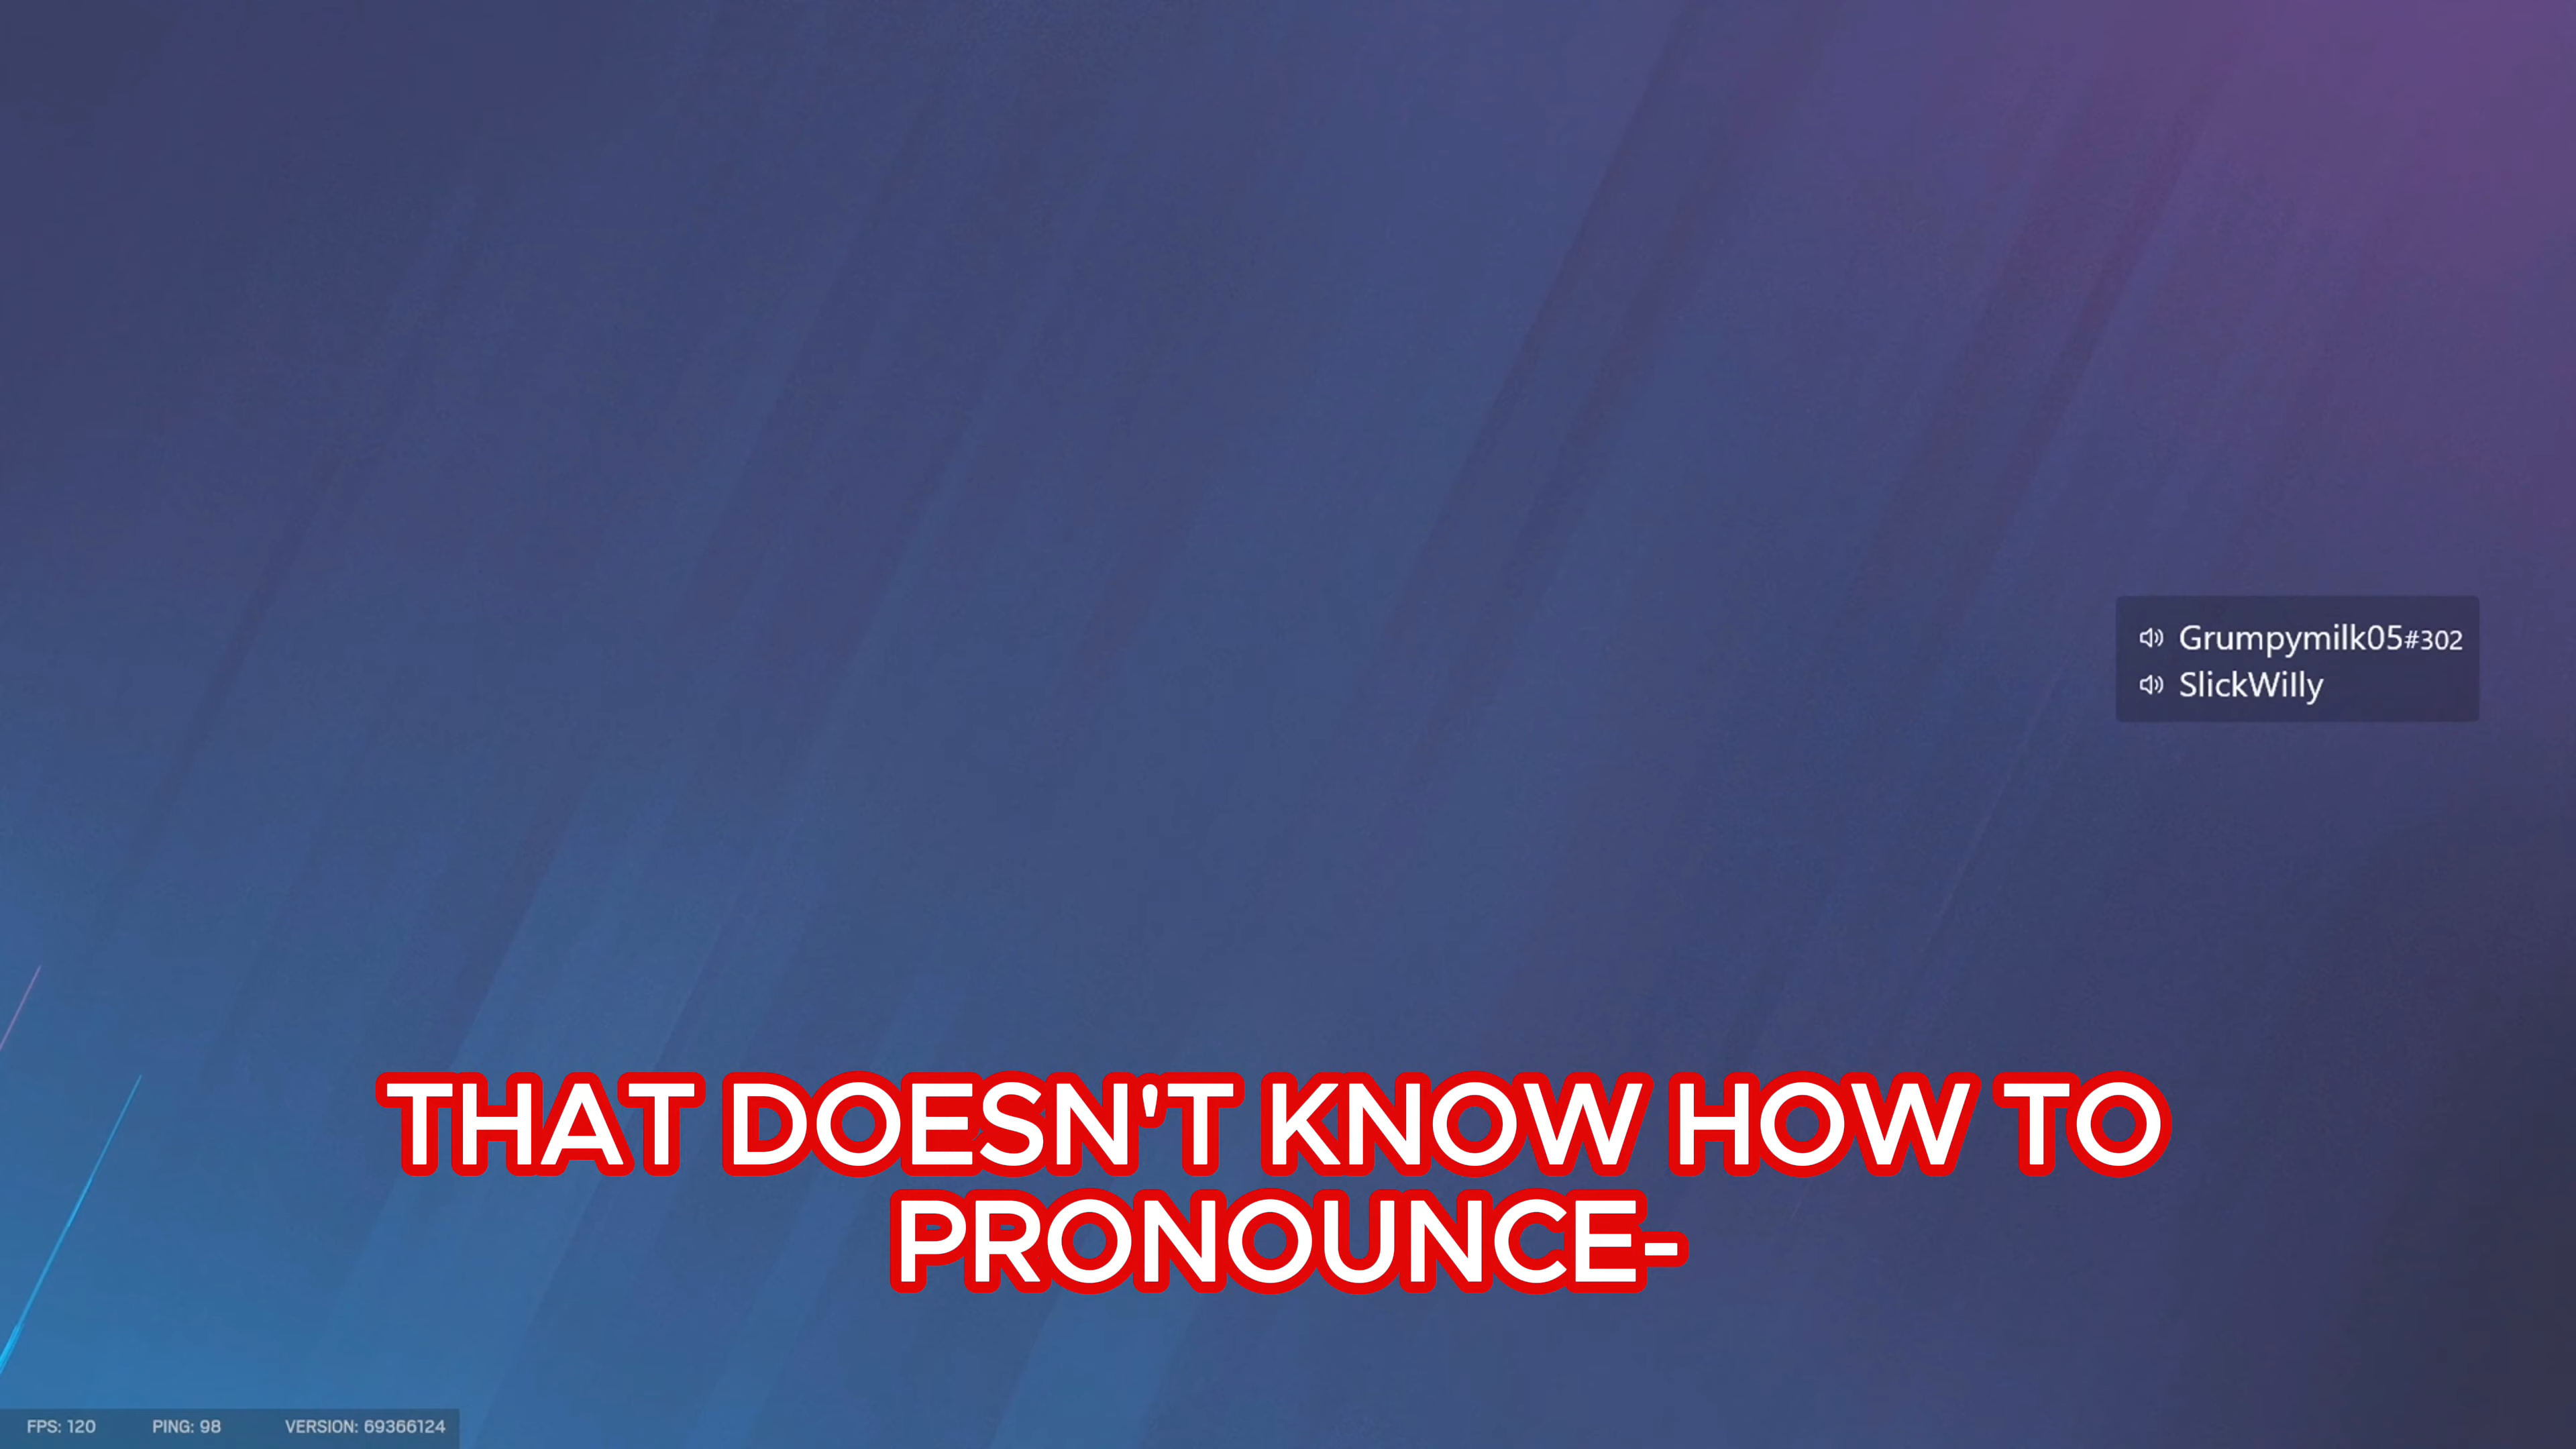 Grumpymilk05#302
SlickWilly
THAT DOESN'T KNOW HOW TO
PRONOUNCE-
FPS: 120 PING: 98 VERSION: 69366124